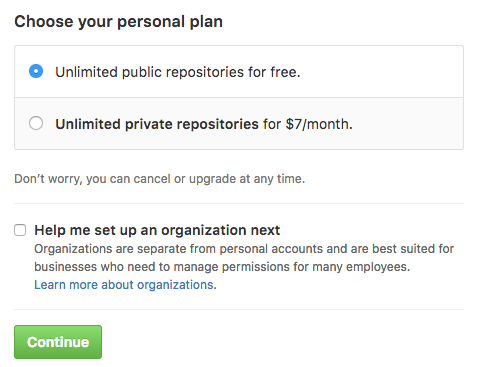 Choose your personal plan
Unlimited public repositories for free.
Unlimited private repositories for $7/month.
Don't worry, you can cancel or upgrade at any time.
Help me set up an organization next
Organizations are separate from personal accounts and are best suited for
businesses who need to manage permissions for many employees.
Learn more about organizations.
Continue